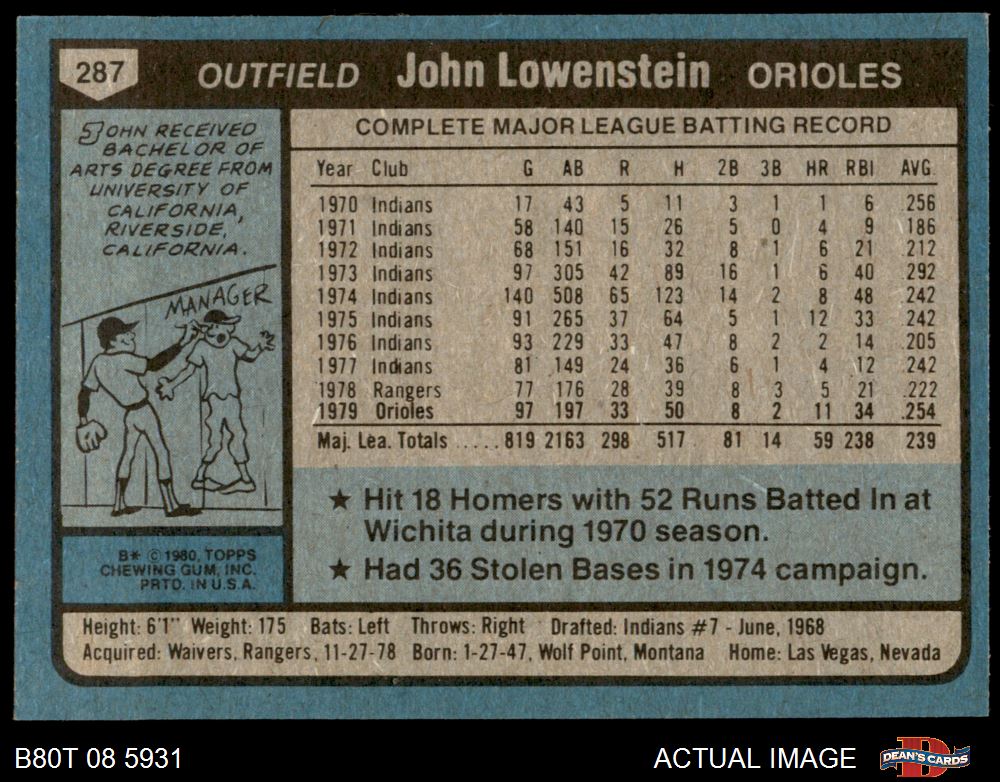 287 OUTFIELD John Lowenstein ORIOLES
JOHN RECEIVED
BACHELOR OF
ARTS DEGREE FROM
UNIVERSITY OF
CALIFORNIA,
RIVERSIDE,
CALIFORNIA.
MANAGER
B* © 1980, TOPPS
CHEWING GUM, INC.
PRTD. IN U.S.A.
COMPLETE MAJOR LEAGUE BATTING RECORD
Year Club G AB R H 2B 3B HR RBI AVG.
1970 Indians 17 43 5 11 3 1 1 6 .256
1971 Indians 58 140 15 26 5 0 4 9 .186
1972 Indians 68 151 16 32 8 1 6 21 .212
1973 Indians 97 305 42 89 16 1 6 40 .292
1974 Indians 140 508 65 123 14 2 8 48 .242
1975 Indians 91 265 37 64 5 1 12 33 .242
1976 Indians 93 229 33 47 8 2 2 14 .205
1977 Indians 81 149 24 36 6 1 4 12 .242
1978 Rangers 77 176 28 39 8 3 5 21 .222
1979 Orioles 97 197 33 50 8 2 11 34 .254
Maj. Lea. Totals ..... 819 2163 298 517 81 14 59 238 .239
★ Hit 18 Homers with 52 Runs Batted In at
Wichita during 1970 season.
★ Had 36 Stolen Bases in 1974 campaign.
Height: 6'1" Weight: 175 Bats: Left Throws: Right Drafted: Indians #7 - June, 1968
Acquired: Waivers, Rangers, 11-27-78 Born: 1-27-47, Wolf Point, Montana Home: Las Vegas, Nevada
B80T 08 5931 ACTUAL IMAGE DEAN'S CARDS